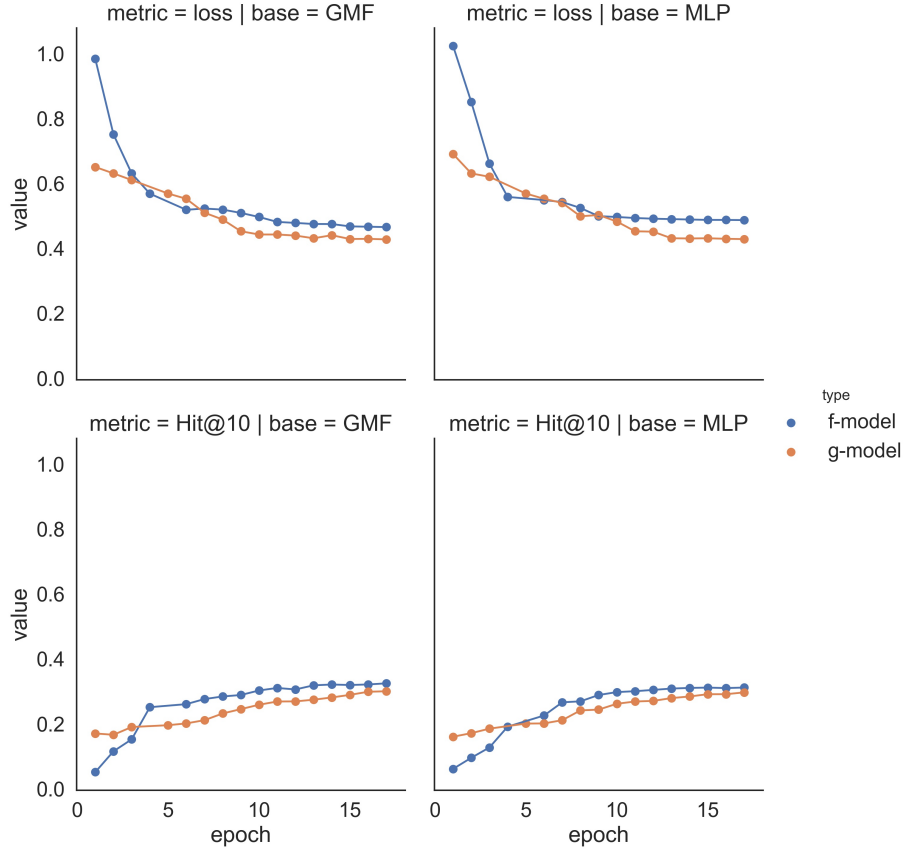 metric = loss | base = GMF
metric = loss | base = MLP
1.0
0.8
0.6
0.4
0.2
0.0
value
type
f-model
g-model
metric = Hit@10 | base = GMF
metric = Hit@10 | base = MLP
1.0
0.8
0.6
0.4
0.2
0.0
value
0 5 10 15
0 5 10 15
epoch
epoch